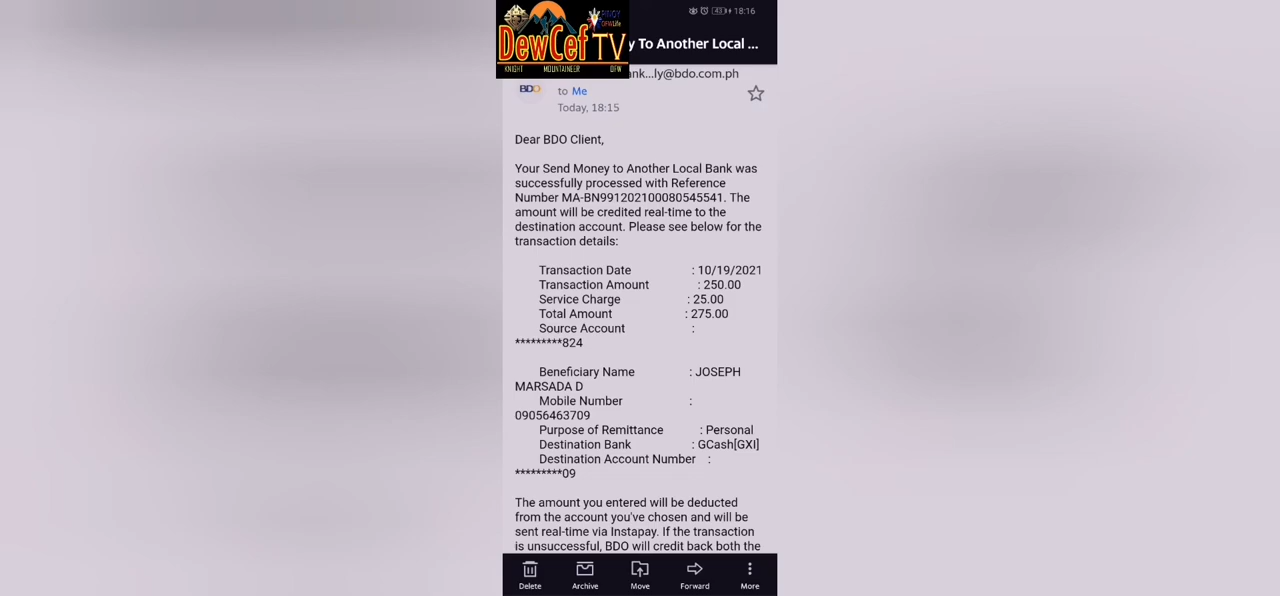 43 18:16
PINOY
OFWLife
DewCef TV
KNIGHT MOUNTAINEER OFW
y To Another Local ...
ank...ly@bdo.com.ph
BDO
to Me
Today, 18:15
Dear BDO Client,
Your Send Money to Another Local Bank was
successfully processed with Reference
Number MA-BN991202100080545541. The
amount will be credited real-time to the
destination account. Please see below for the
transaction details:
Transaction Date : 10/19/2021
Transaction Amount : 250.00
Service Charge : 25.00
Total Amount : 275.00
Source Account :
*********824
Beneficiary Name : JOSEPH
MARSADA D
Mobile Number :
09056463709
Purpose of Remittance : Personal
Destination Bank : GCash[GXI]
Destination Account Number :
*********09
The amount you entered will be deducted
from the account you've chosen and will be
sent real-time via Instapay. If the transaction
is unsuccessful, BDO will credit back both the
Delete Archive Move Forward More